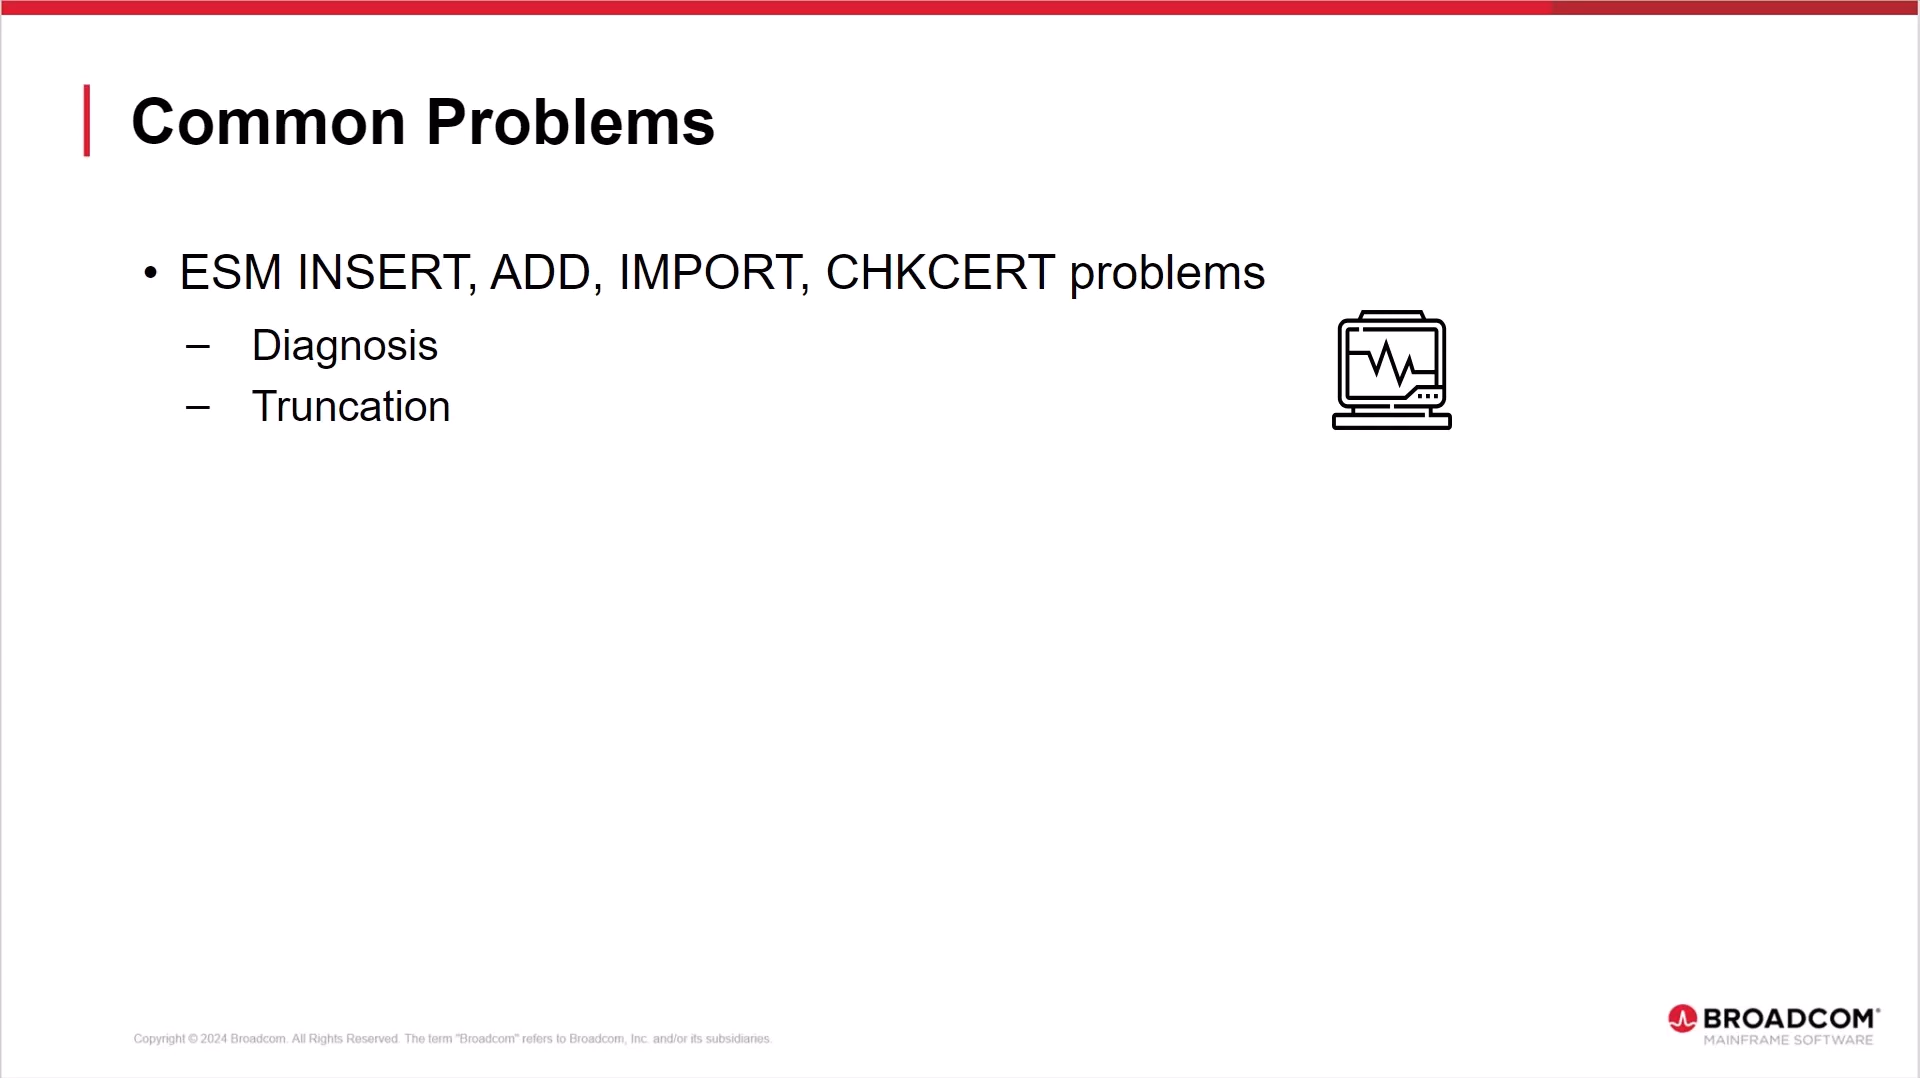 Common Problems
• ESM INSERT, ADD, IMPORT, CHKCERT problems
– Diagnosis
– Truncation
Copyright © 2024 Broadcom. All Rights Reserved. The term "Broadcom" refers to Broadcom, Inc. and/or its subsidiaries.
BROADCOM®
MAINFRAME SOFTWARE